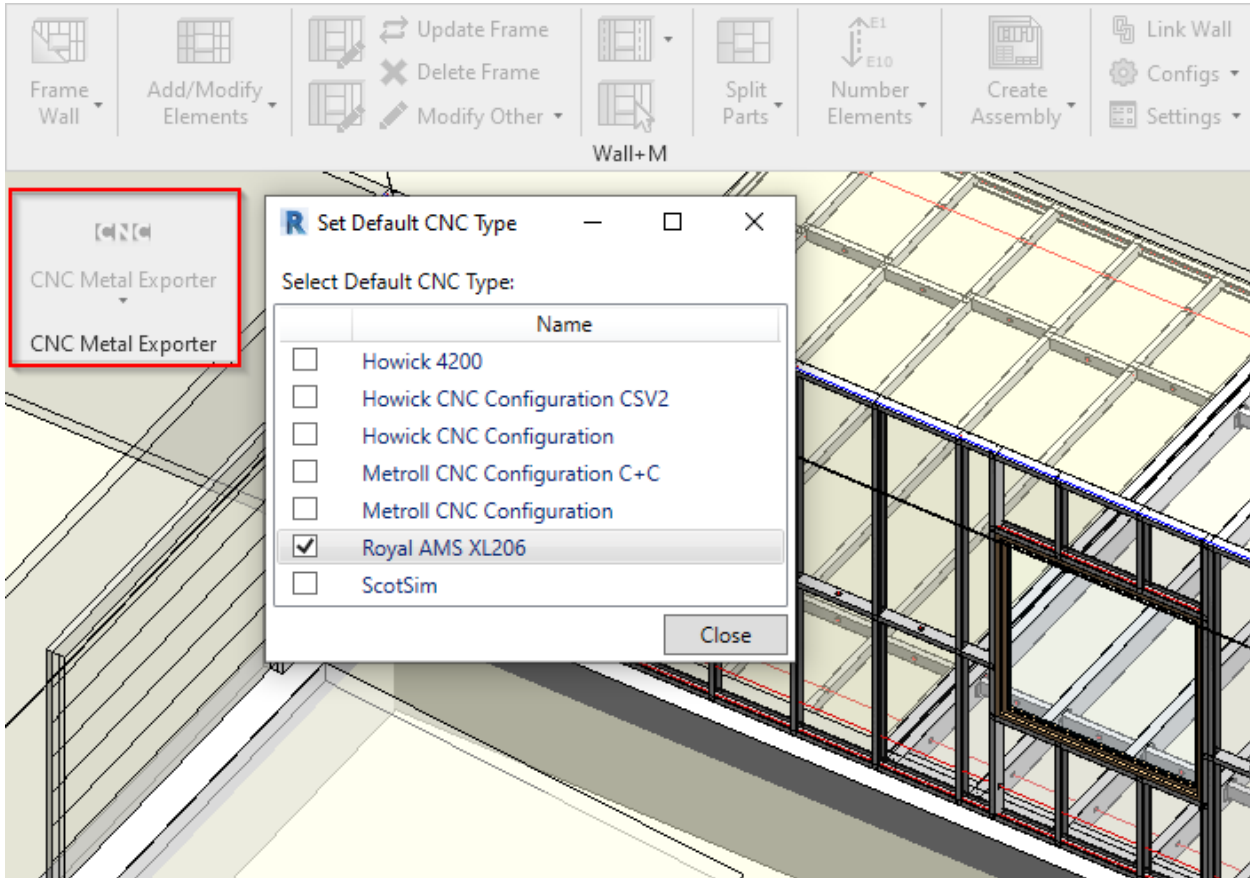 Frame
Wall
Add/Modify
Elements
Update Frame
Delete Frame
Modify Other
Split
Parts
E1
E10
Number
Elements
Create
Assembly
Link Wall
Configs
Settings
Wall+M
CNC
CNC Metal Exporter
CNC Metal Exporter
R Set Default CNC Type
Select Default CNC Type:
Name
Howick 4200
Howick CNC Configuration CSV2
Howick CNC Configuration
Metroll CNC Configuration C+C
Metroll CNC Configuration
Royal AMS XL206
ScotSim
Close